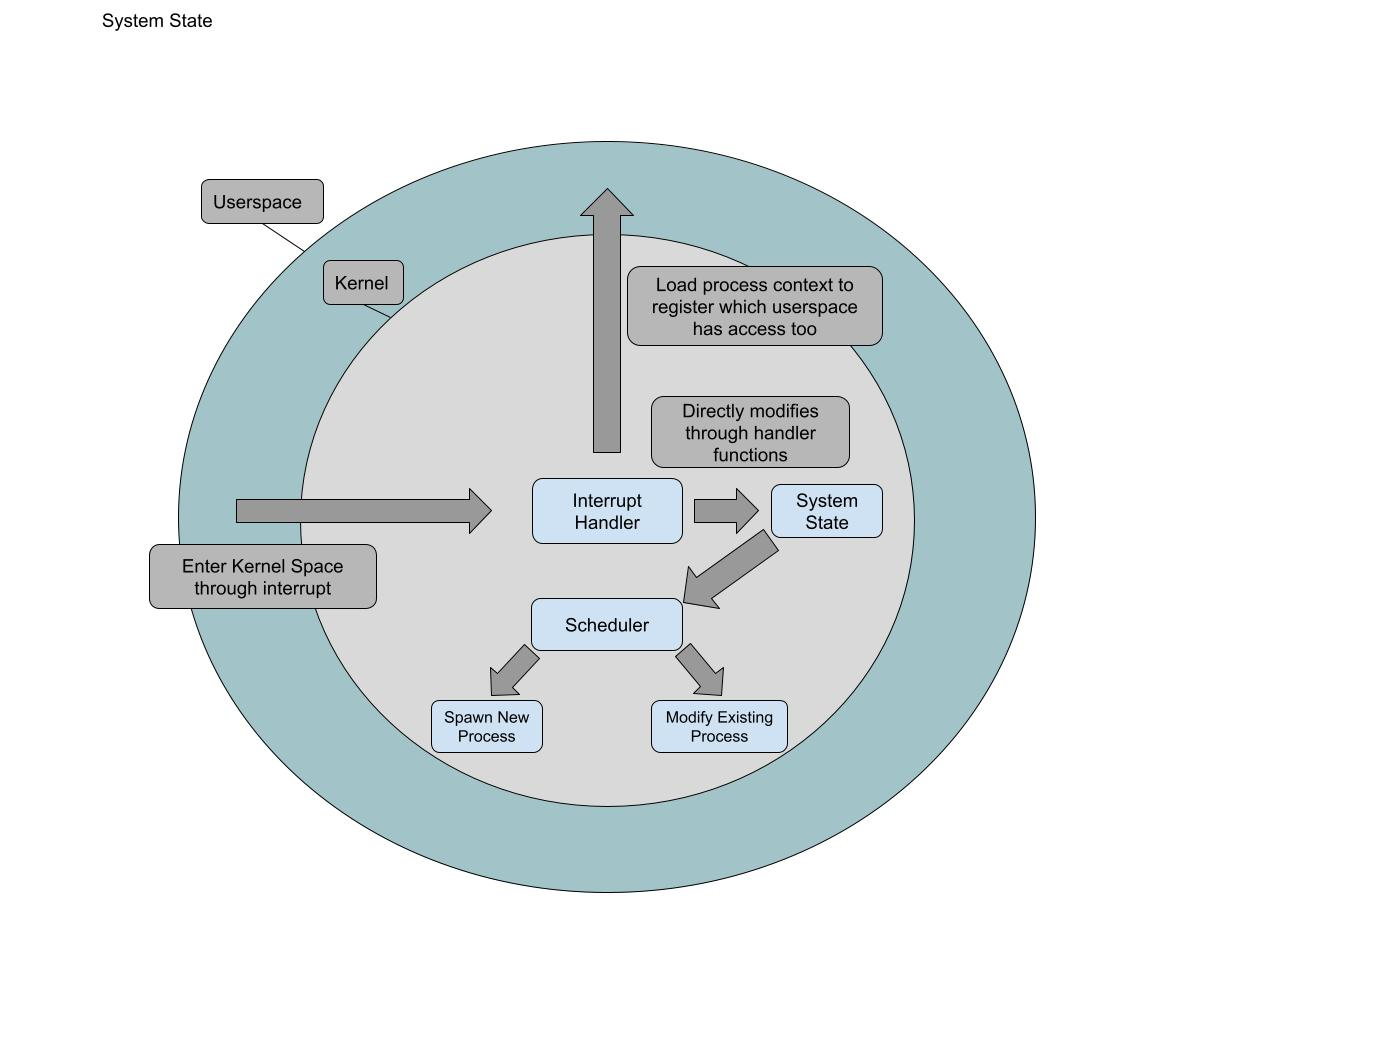 System State
Userspace
Kernel
Load process context to
register which userspace
has access too
Directly modifies
through handler
functions
Interrupt
Handler
System
State
Enter Kernel Space
through interrupt
Scheduler
Spawn New
Process
Modify Existing
Process